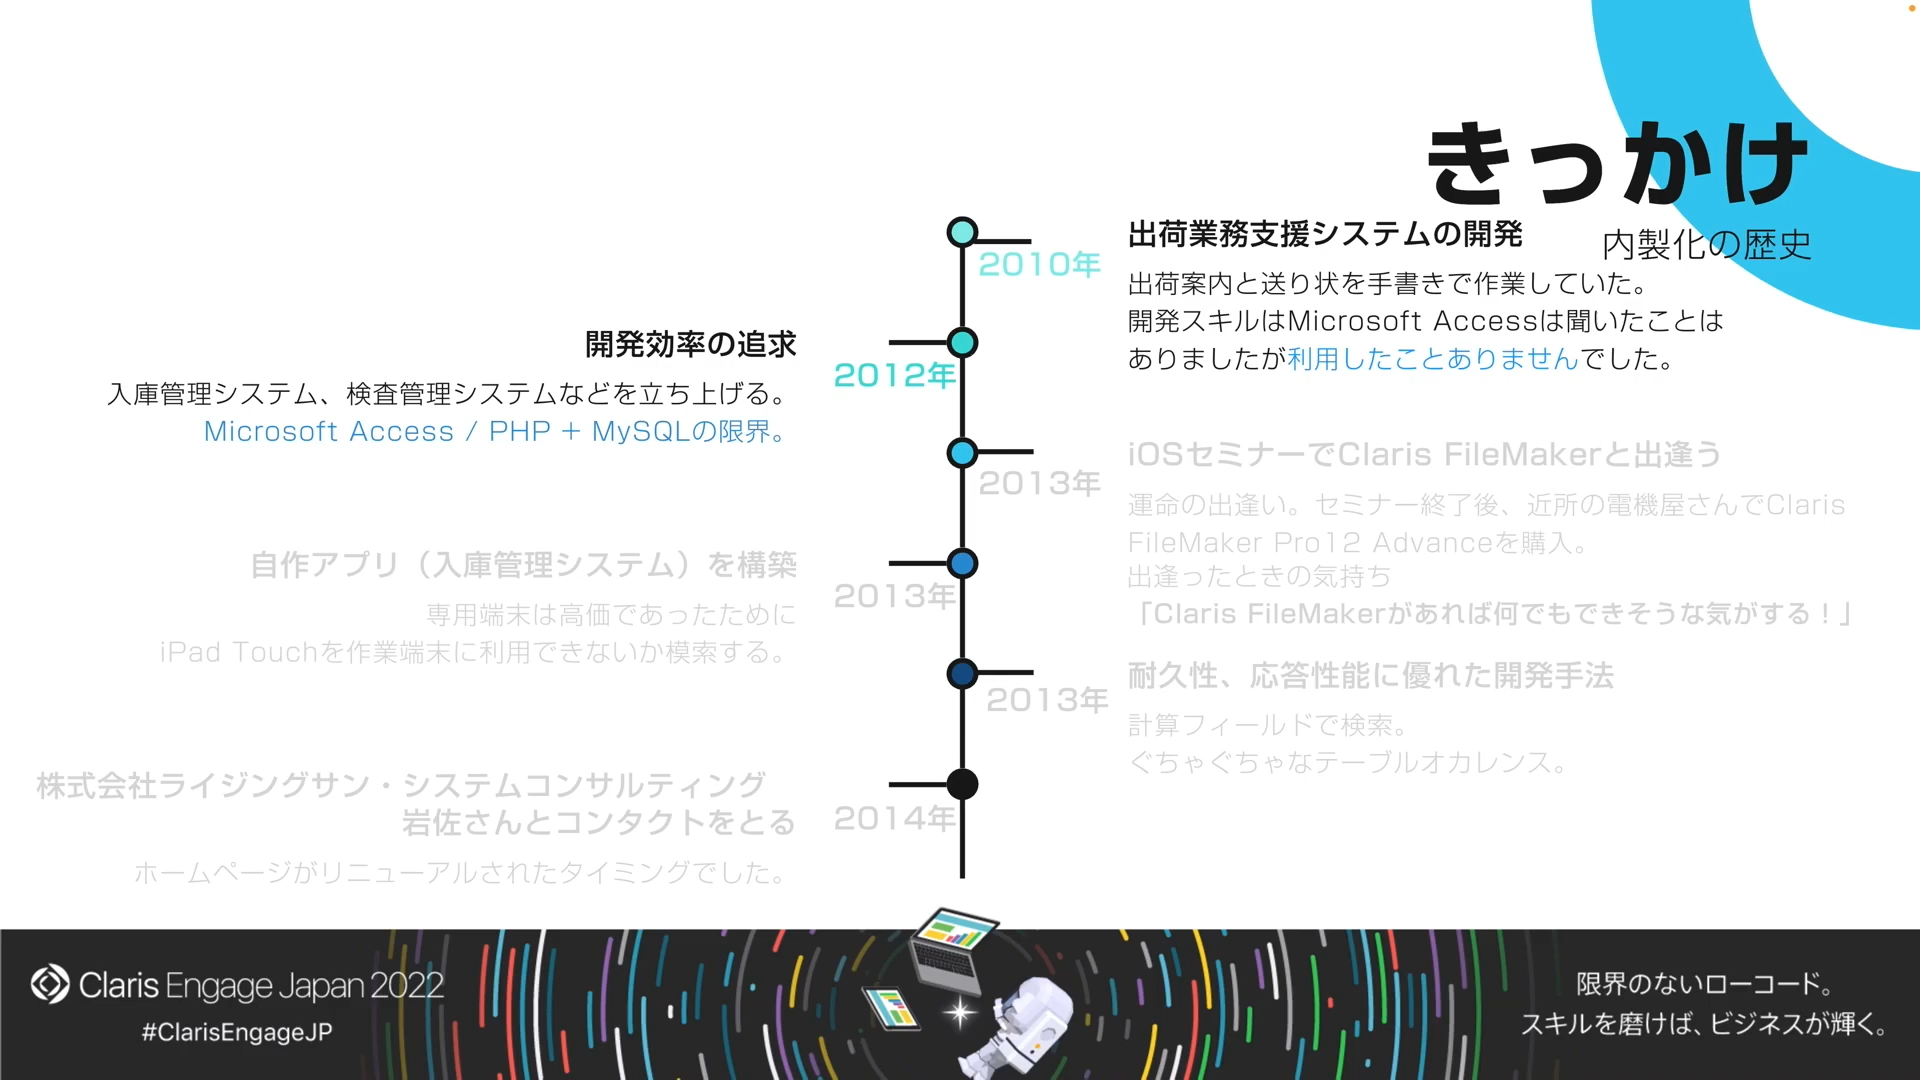 きっかけ
内製化の歴史
2010年
出荷業務支援システムの開発
出荷案内と送り状を手書きで作業していた。
開発スキルはMicrosoft Accessは聞いたことは
ありましたが利用したことありませんでした。
2012年
開発効率の追求
入庫管理システム、検査管理システムなどを立ち上げる。
Microsoft Access / PHP + MySQLの限界。
2013年
iOSセミナーでClaris FileMakerと出逢う
運命の出逢い。セミナー終了後、近所の電機屋さんでClaris
FileMaker Pro12 Advanceを購入。
出逢ったときの気持ち
「Claris FileMakerがあれば何でもできそうな気がする！」
2013年
自作アプリ（入庫管理システム）を構築
専用端末は高価であったために
iPad Touchを作業端末に利用できないか模索する。
2013年
耐久性、応答性能に優れた開発手法
計算フィールドで検索。
ぐちゃぐちゃなテーブルオカレンス。
2014年
株式会社ライジングサン・システムコンサルティング
岩佐さんとコンタクトをとる
ホームページがリニューアルされたタイミングでした。
Claris Engage Japan 2022
#ClarisEngageJP
限界のないローコード。
スキルを磨けば、ビジネスが輝く。